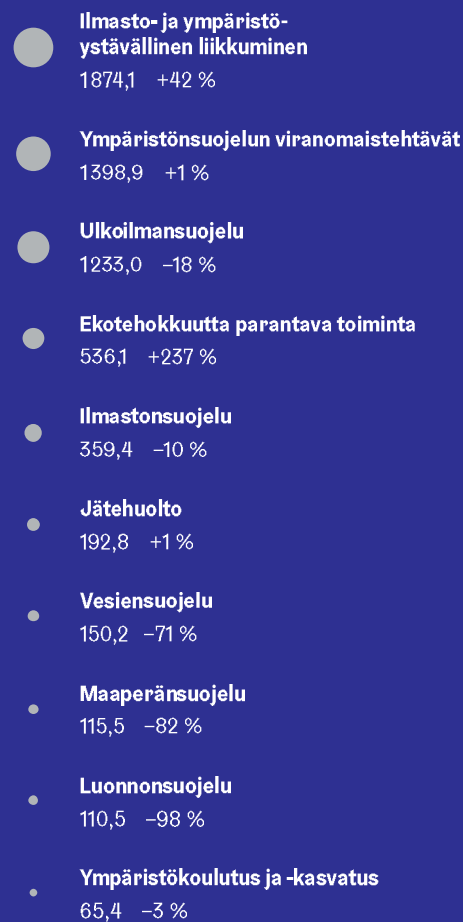 Ilmasto- ja ympäristö-
ystävällinen liikkuminen
1874,1 +42 %
Ympäristönsuojelun viranomaistehtävät
1398,9 +1 %
Ulkoilmansuojelu
1233,0 –18 %
Ekotehokkuutta parantava toiminta
536,1 +237 %
Ilmastonsuojelu
359,4 –10 %
Jätehuolto
192,8 +1 %
Vesiensuojelu
150,2 –71 %
Maaperänsuojelu
115,5 –82 %
Luonnonsuojelu
110,5 –98 %
Ympäristökoulutus ja -kasvatus
65,4 –3 %